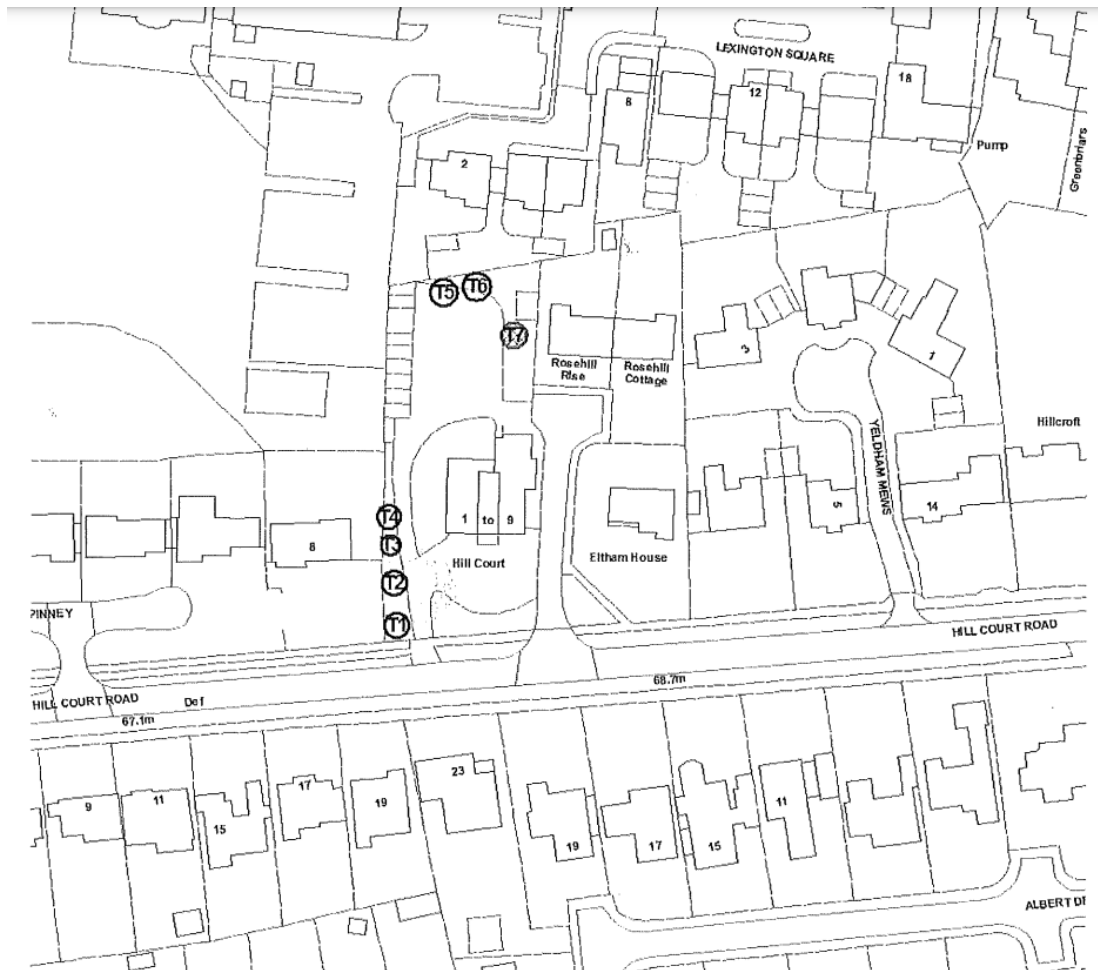 LEXINGTON SQUARE
18
12
8
Pump
Greenbriars
2
T5
T6
T7
3
1
Rosehill
Rise
Rosehill
Cottage
YELDHAM MEWS
Hillcroft
T4
1 to 9
5
14
T3
8
Hill Court
Eltham House
T2
T1
PINNEY
HILL COURT ROAD
68.7m
HILL COURT ROAD
Def
67.1m
9
11
15
17
19
23
19
17
15
11
ALBERT DR